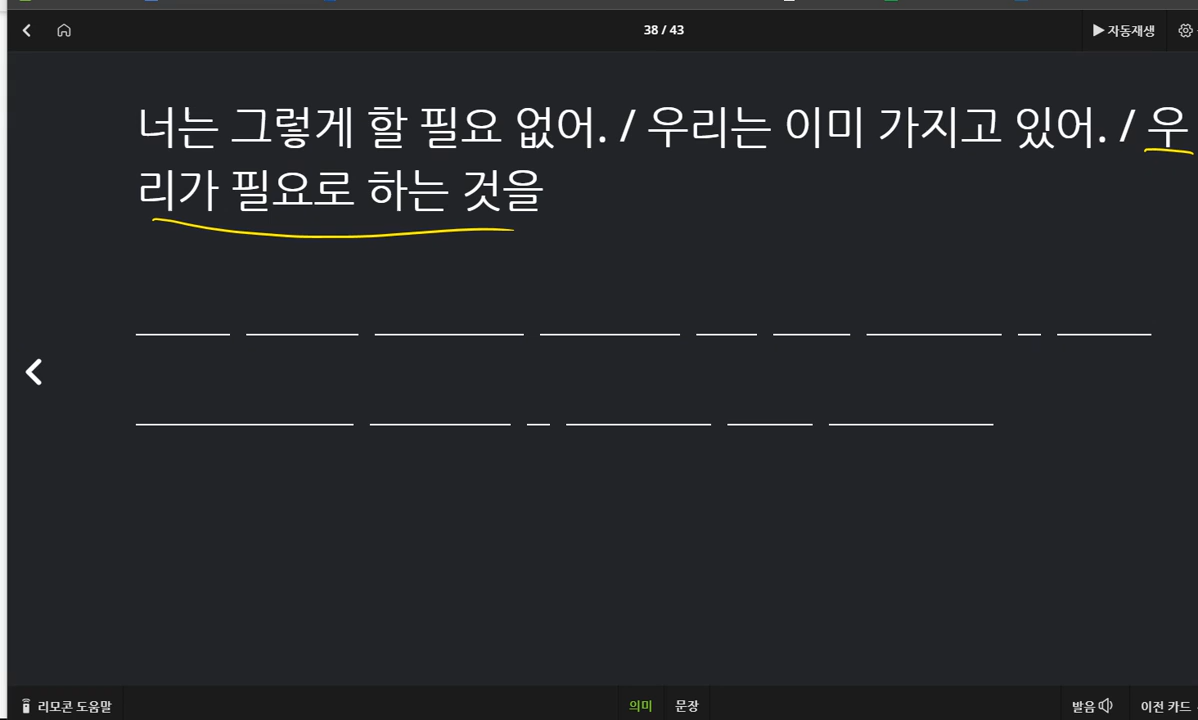 38 / 43
▶ 자동재생
너는 그렇게 할 필요 없어. / 우리는 이미 가지고 있어. / 우
리가 필요로 하는 것을
리모콘 도움말
의미
문장
발음
이전 카드